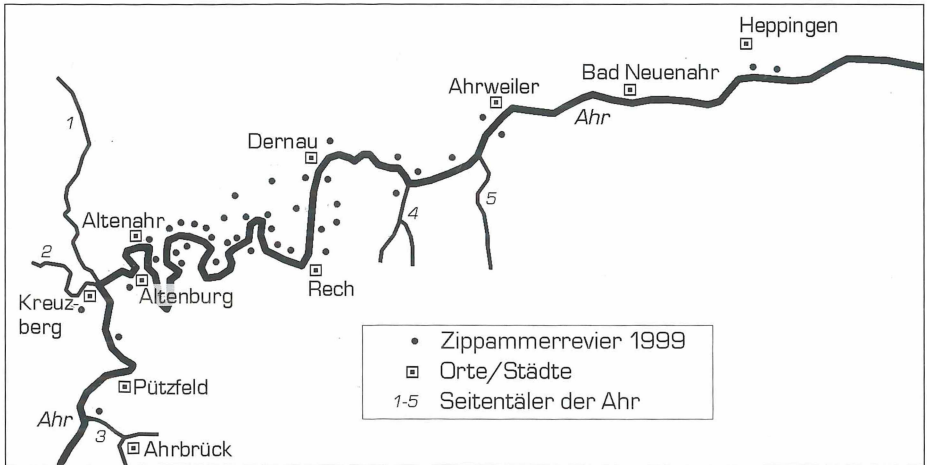 Heppingen
Bad Neuenahr
Ahrweiler
Ahr
Dernau
1
4
5
Altenahr
2
Altenburg
Rech
Kreuz-
berg
Zippammerrevier 1999
Orte/Städte
1-5 Seitentäler der Ahr
Pützfeld
Ahr
3
Ahrbrück